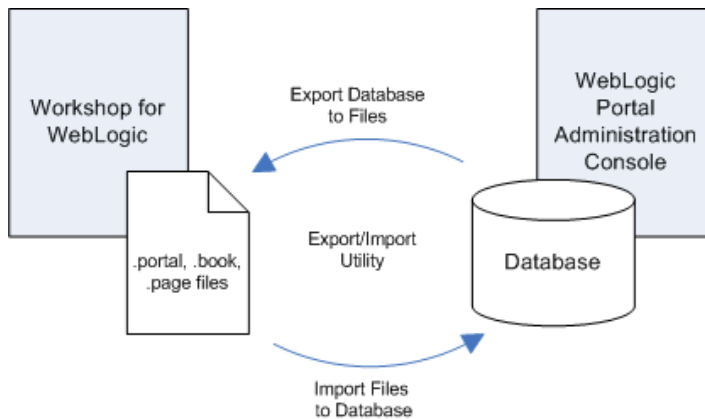 Workshop for
WebLogic
Export Database
to Files
WebLogic
Portal
Administration
Console
.portal, .book,
.page files
Export/Import
Utility
Database
Import Files
to Database